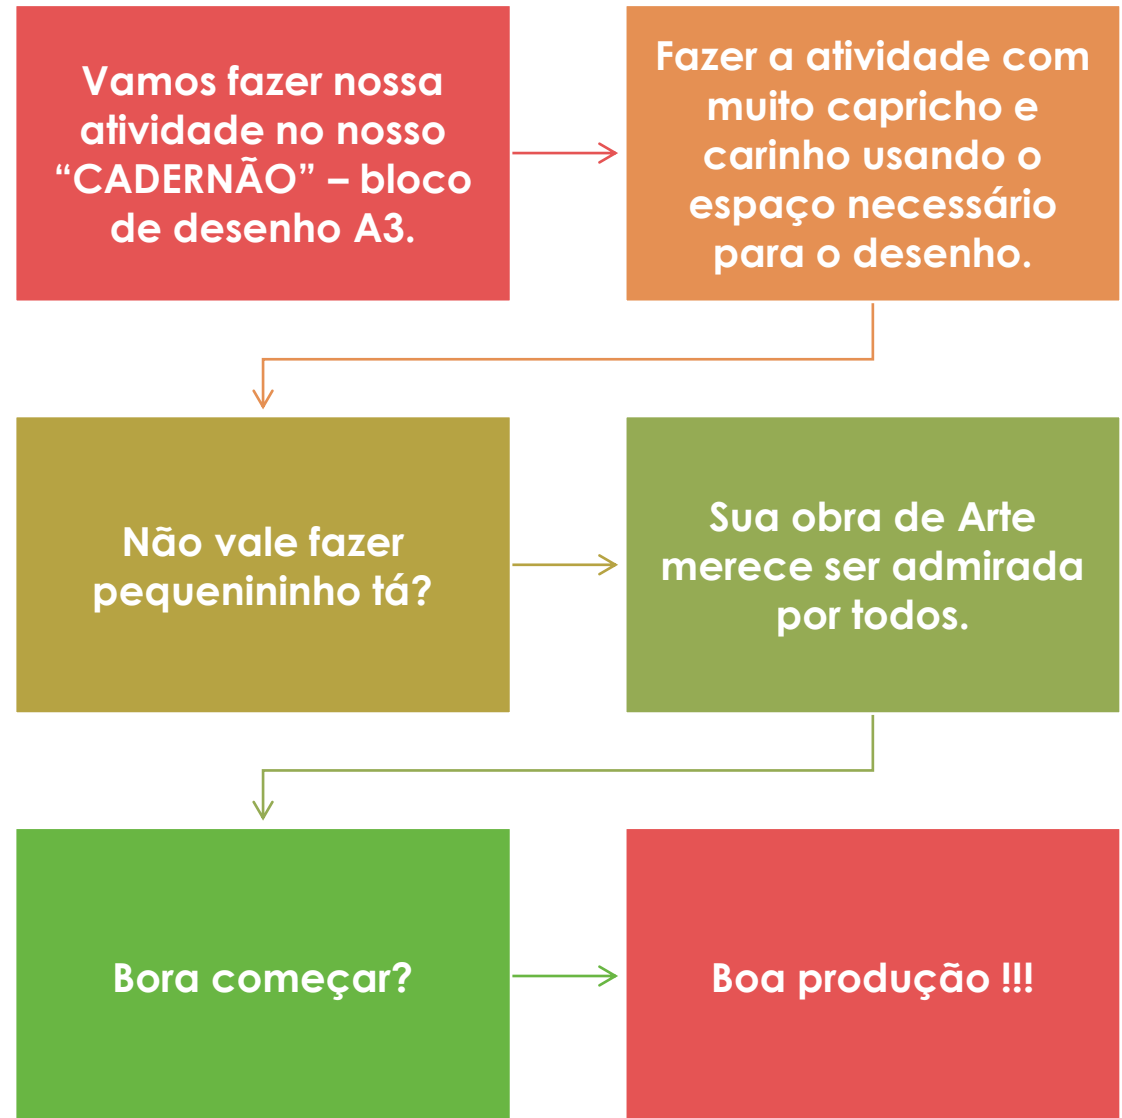 Vamos fazer nossa
atividade no nosso
“CADERNÃO” – bloco
de desenho A3.
Fazer a atividade com
muito capricho e
carinho usando o
espaço necessário
para o desenho.
Não vale fazer
pequenininho tá?
Sua obra de Arte
merece ser admirada
por todos.
Bora começar?
Boa produção !!!